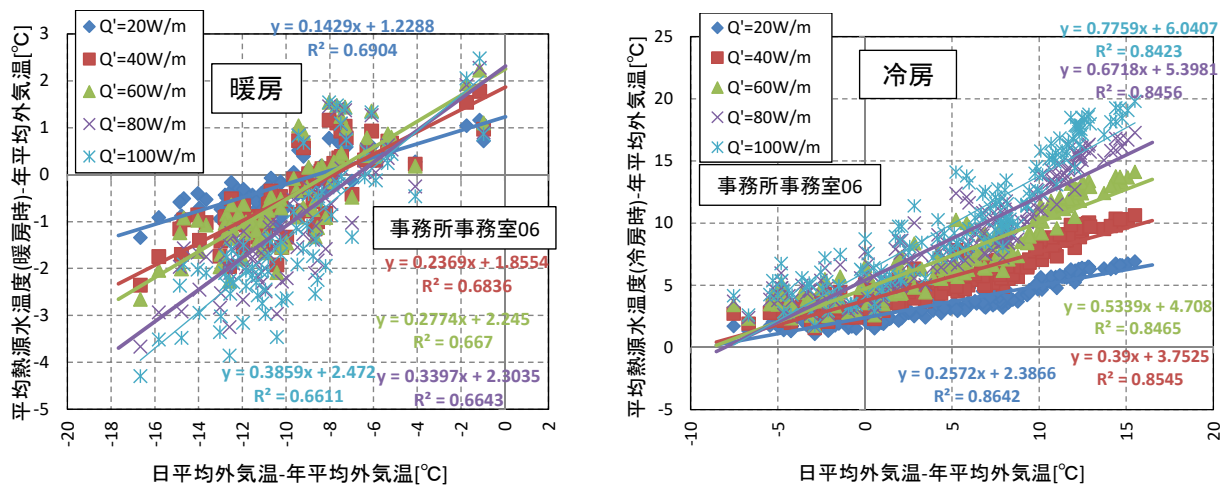 Q'=20W/m
Q'=40W/m
Q'=60W/m
Q'=80W/m
Q'=100W/m
暖房
y = 0.1429x + 1.2288
R² = 0.6904
事務所事務室06
y = 0.2369x + 1.8554
R² = 0.6836
y = 0.2774x + 2.245
R² = 0.667
y = 0.3859x + 2.472
R² = 0.6611
y = 0.3397x + 2.3035
R² = 0.6643
3
2
1
0
-1
-2
-3
-4
-5
-20
-18
-16
-14
-12
-10
-8
-6
-4
-2
0
2
平均熱源水温度(暖房時)-年平均外気温[℃]
日平均外気温-年平均外気温[℃]
Q'=20W/m
Q'=40W/m
Q'=60W/m
Q'=80W/m
Q'=100W/m
冷房
y = 0.7759x + 6.0407
R² = 0.8423
y = 0.6718x + 5.3981
R² = 0.8456
事務所事務室06
y = 0.5339x + 4.708
R² = 0.8465
y = 0.2572x + 2.3866
R² = 0.8642
y = 0.39x + 3.7525
R² = 0.8545
25
20
15
10
5
0
-5
-10
-5
0
5
10
15
20
平均熱源水温度(冷房時)-年平均外気温[℃]
日平均外気温-年平均外気温[℃]